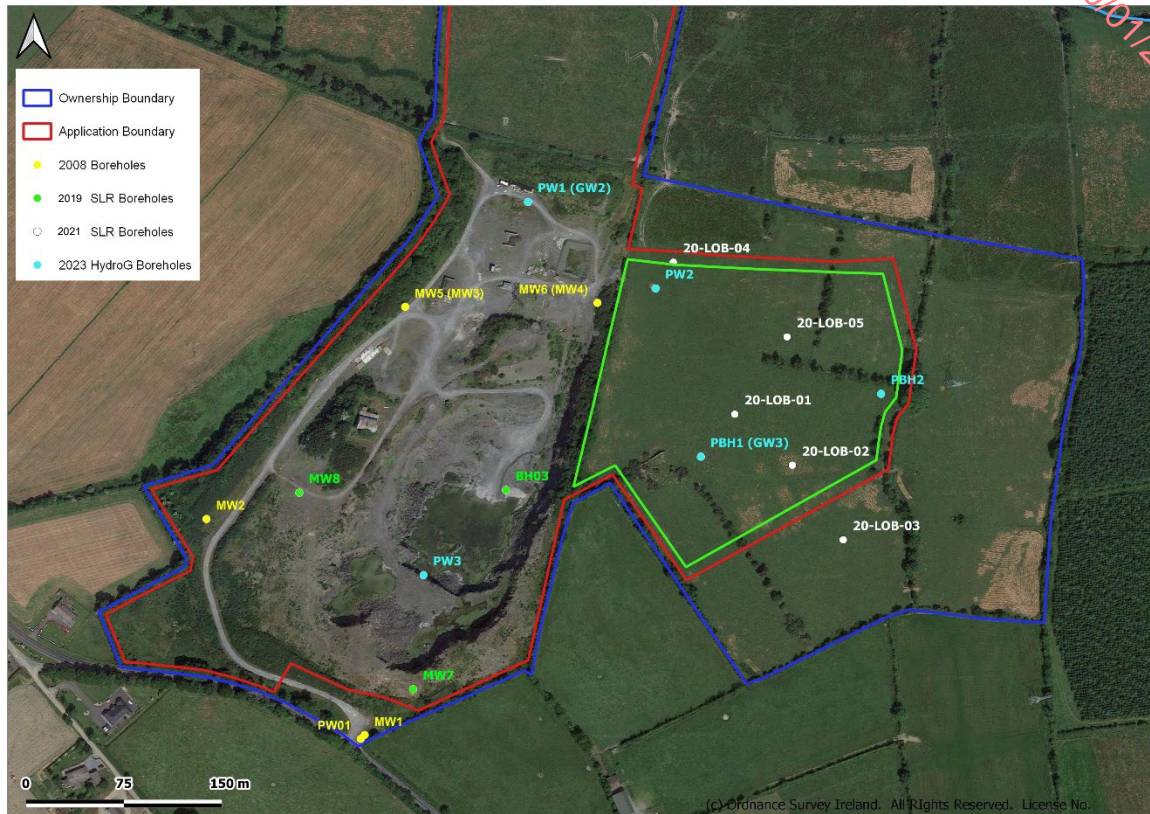 Ownership Boundary
Application Boundary
2008 Boreholes
2019 SLR Boreholes
2021 SLR Boreholes
2023 HydroG Boreholes
PW1 (GW2)
20-LOB-04
PW2
MW5 (MW3)
MW6 (MW4)
20-LOB-05
PBH2
20-LOB-01
PBH1 (GW3)
20-LOB-02
MW8
BH03
MW2
20-LOB-03
PW3
MW7
PW01
MW1
0 75 150 m
(c) Ordnance Survey Ireland. All Rights Reserved. License No.